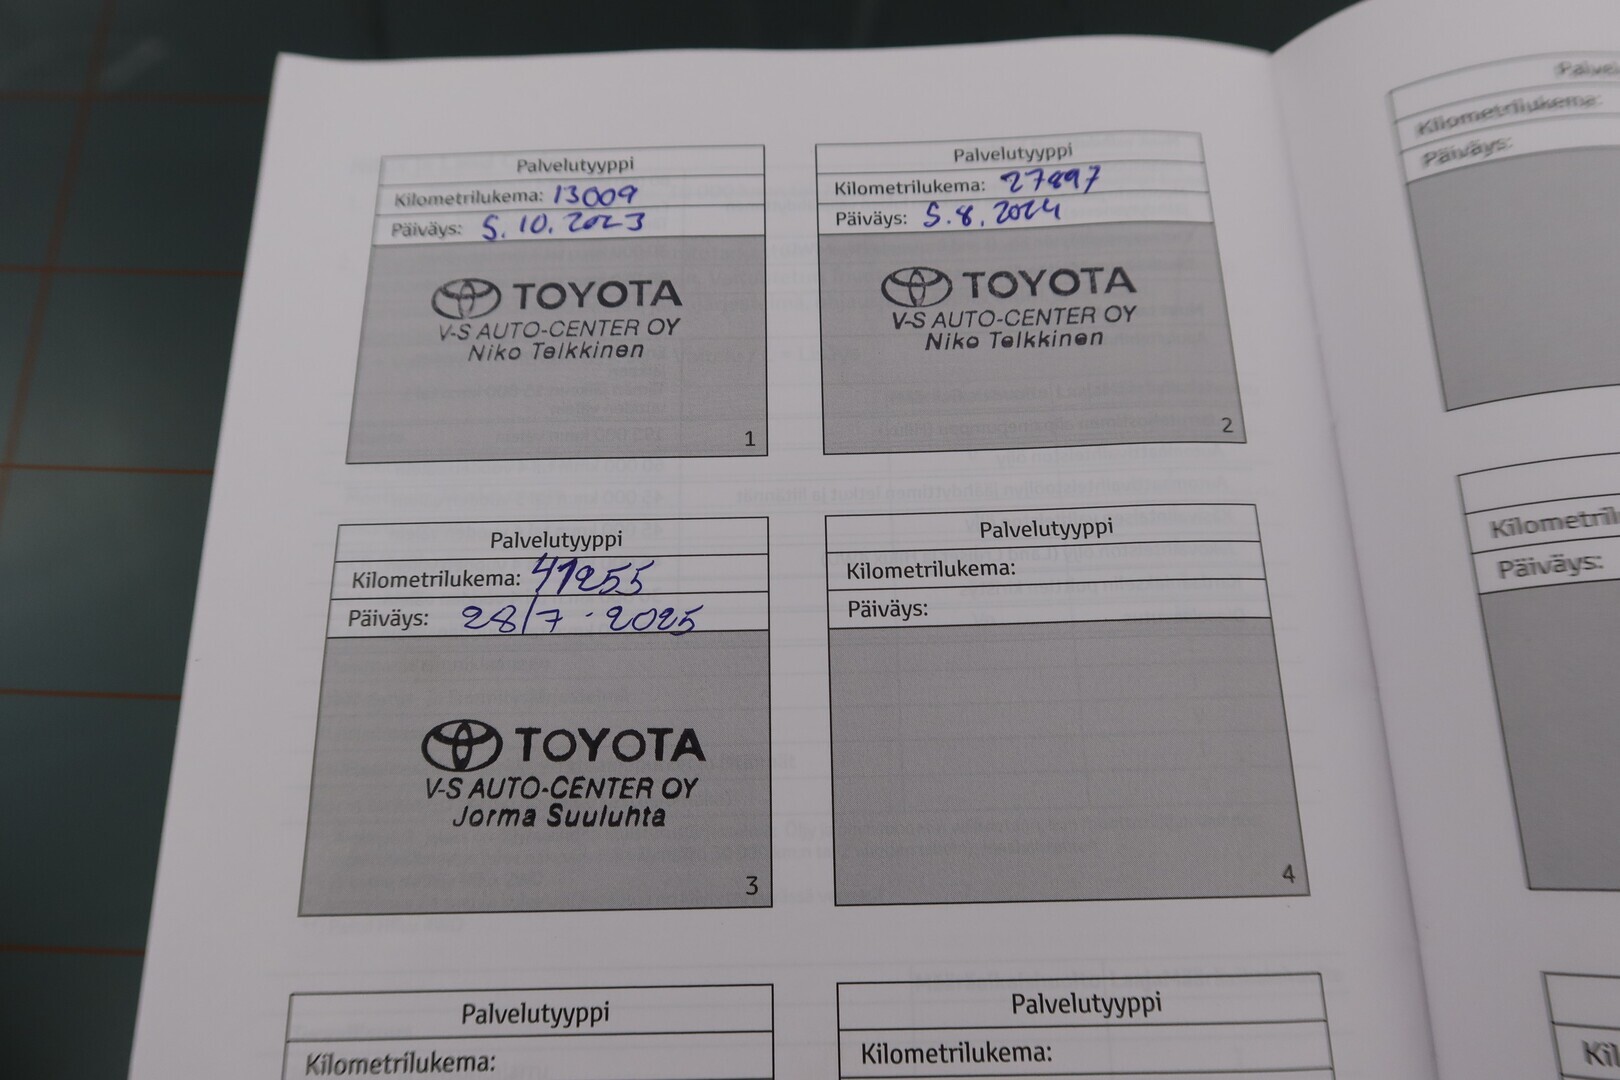 Palvelutyyppi
Kilometrilukema: 13009
Päiväys: 5.10.2023
TOYOTA
V-S AUTO-CENTER OY
Niko Telkkinen
1
Palvelutyyppi
Kilometrilukema: 27897
Päiväys: 5.8.2024
TOYOTA
V-S AUTO-CENTER OY
Niko Telkkinen
2
Palvelutyyppi
Kilometrilukema: 41255
Päiväys: 28/7-2025
TOYOTA
V-S AUTO-CENTER OY
Jorma Suuluhta
3
Palvelutyyppi
Kilometrilukema:
Päiväys:
4
Palvelutyyppi
Kilometrilukema:
Palvelutyyppi
Kilometrilukema:
Kilometrilukema:
Päiväys:
Päiväys: